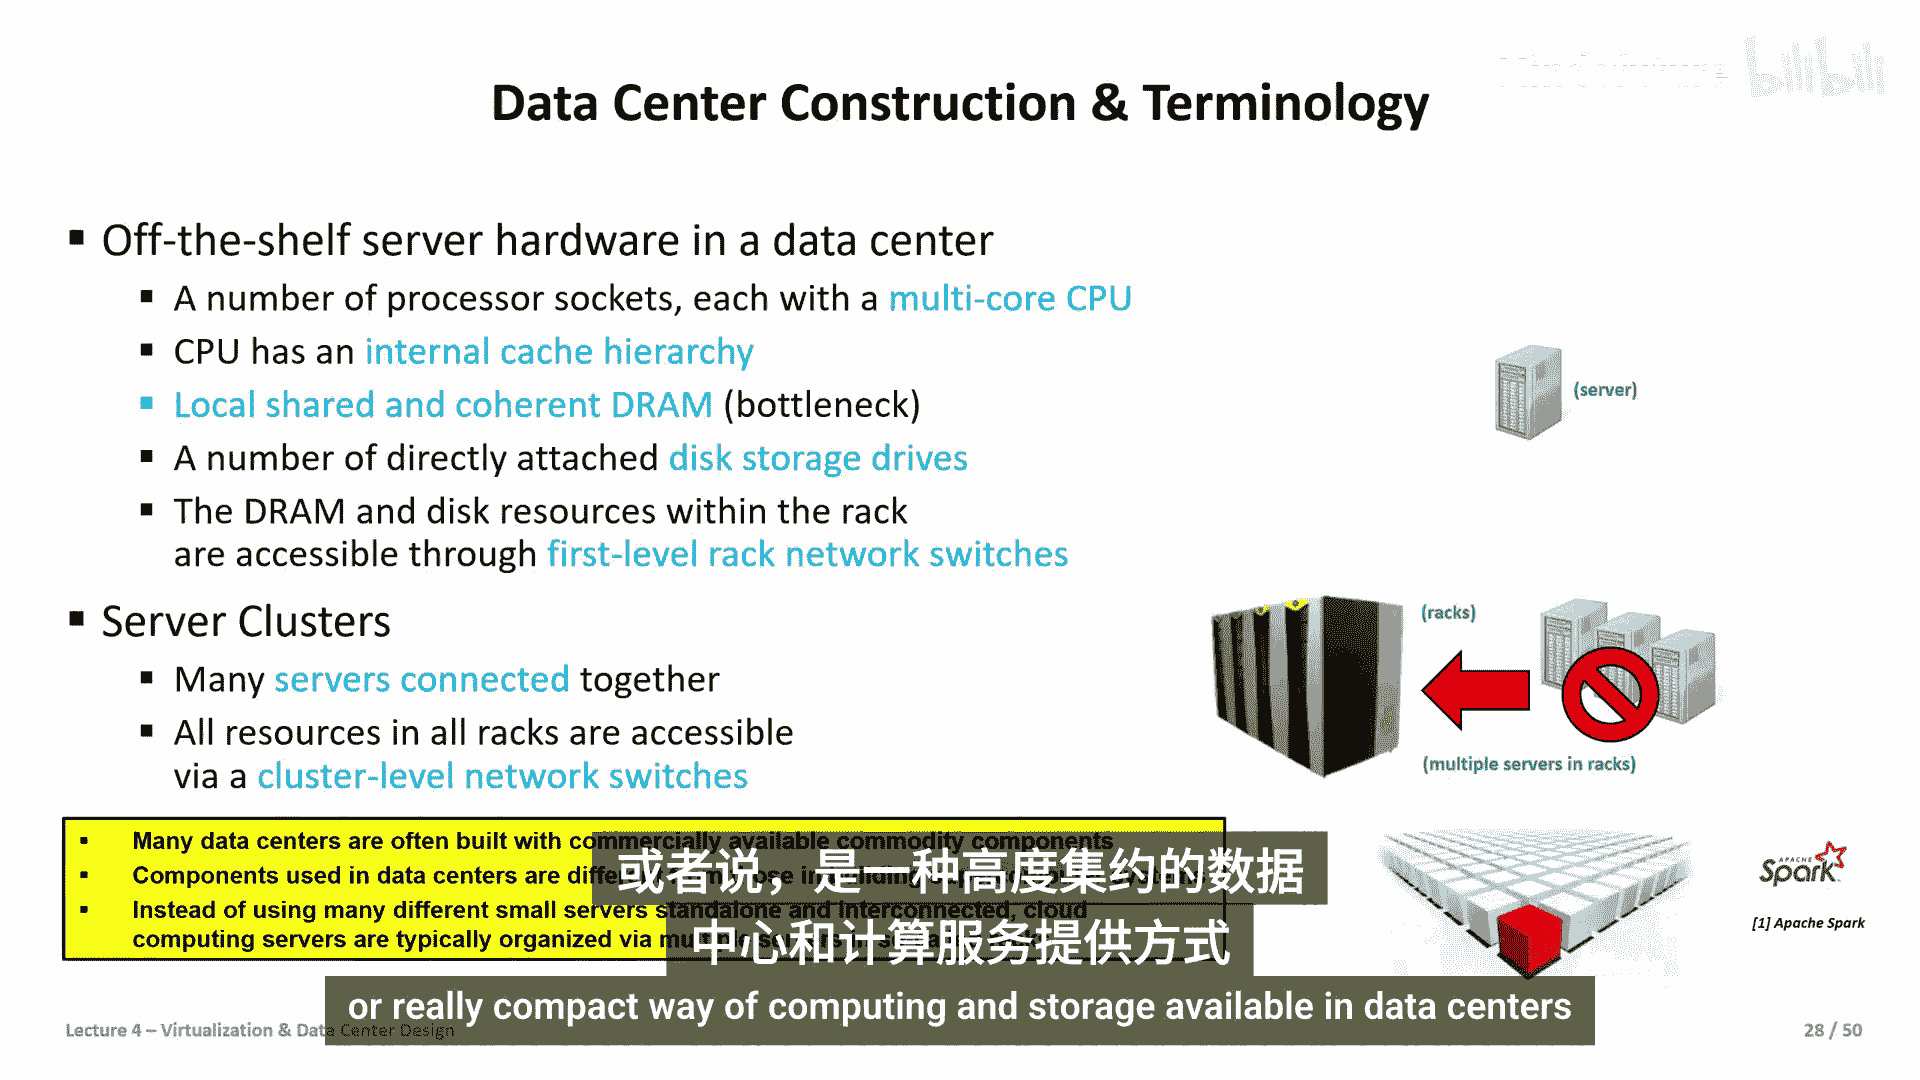 bilibili
Data Center Construction & Terminology
▪ Off-the-shelf server hardware in a data center
▪ A number of processor sockets, each with a multi-core CPU
▪ CPU has an internal cache hierarchy
▪ Local shared and coherent DRAM (bottleneck)
▪ A number of directly attached disk storage drives
▪ The DRAM and disk resources within the rack
are accessible through first-level rack network switches
(server)
▪ Server Clusters
▪ Many servers connected together
▪ All resources in all racks are accessible
via a cluster-level network switches
(racks)
(multiple servers in racks)
▪ Many data centers are often built with commercially available commodity components
▪ Components used in data centers are
▪ Instead of using many different small servers standalone and interconnected, cloud
computing servers are typically organized via
APACHE
Spark
[1] Apache Spark
或者说，是一种高度集约的数据
中心和计算服务提供方式
or really compact way of computing and storage available in data centers
Lecture 4 – Virtualization & Data Center Design
28 / 50